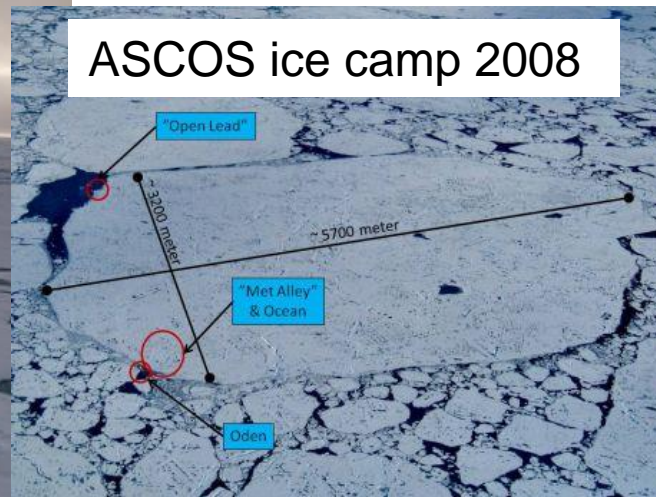 ASCOS ice camp 2008
"Open Lead"
~ 3200 meter
~ 5700 meter
"Met Alley"
& Ocean
Oden